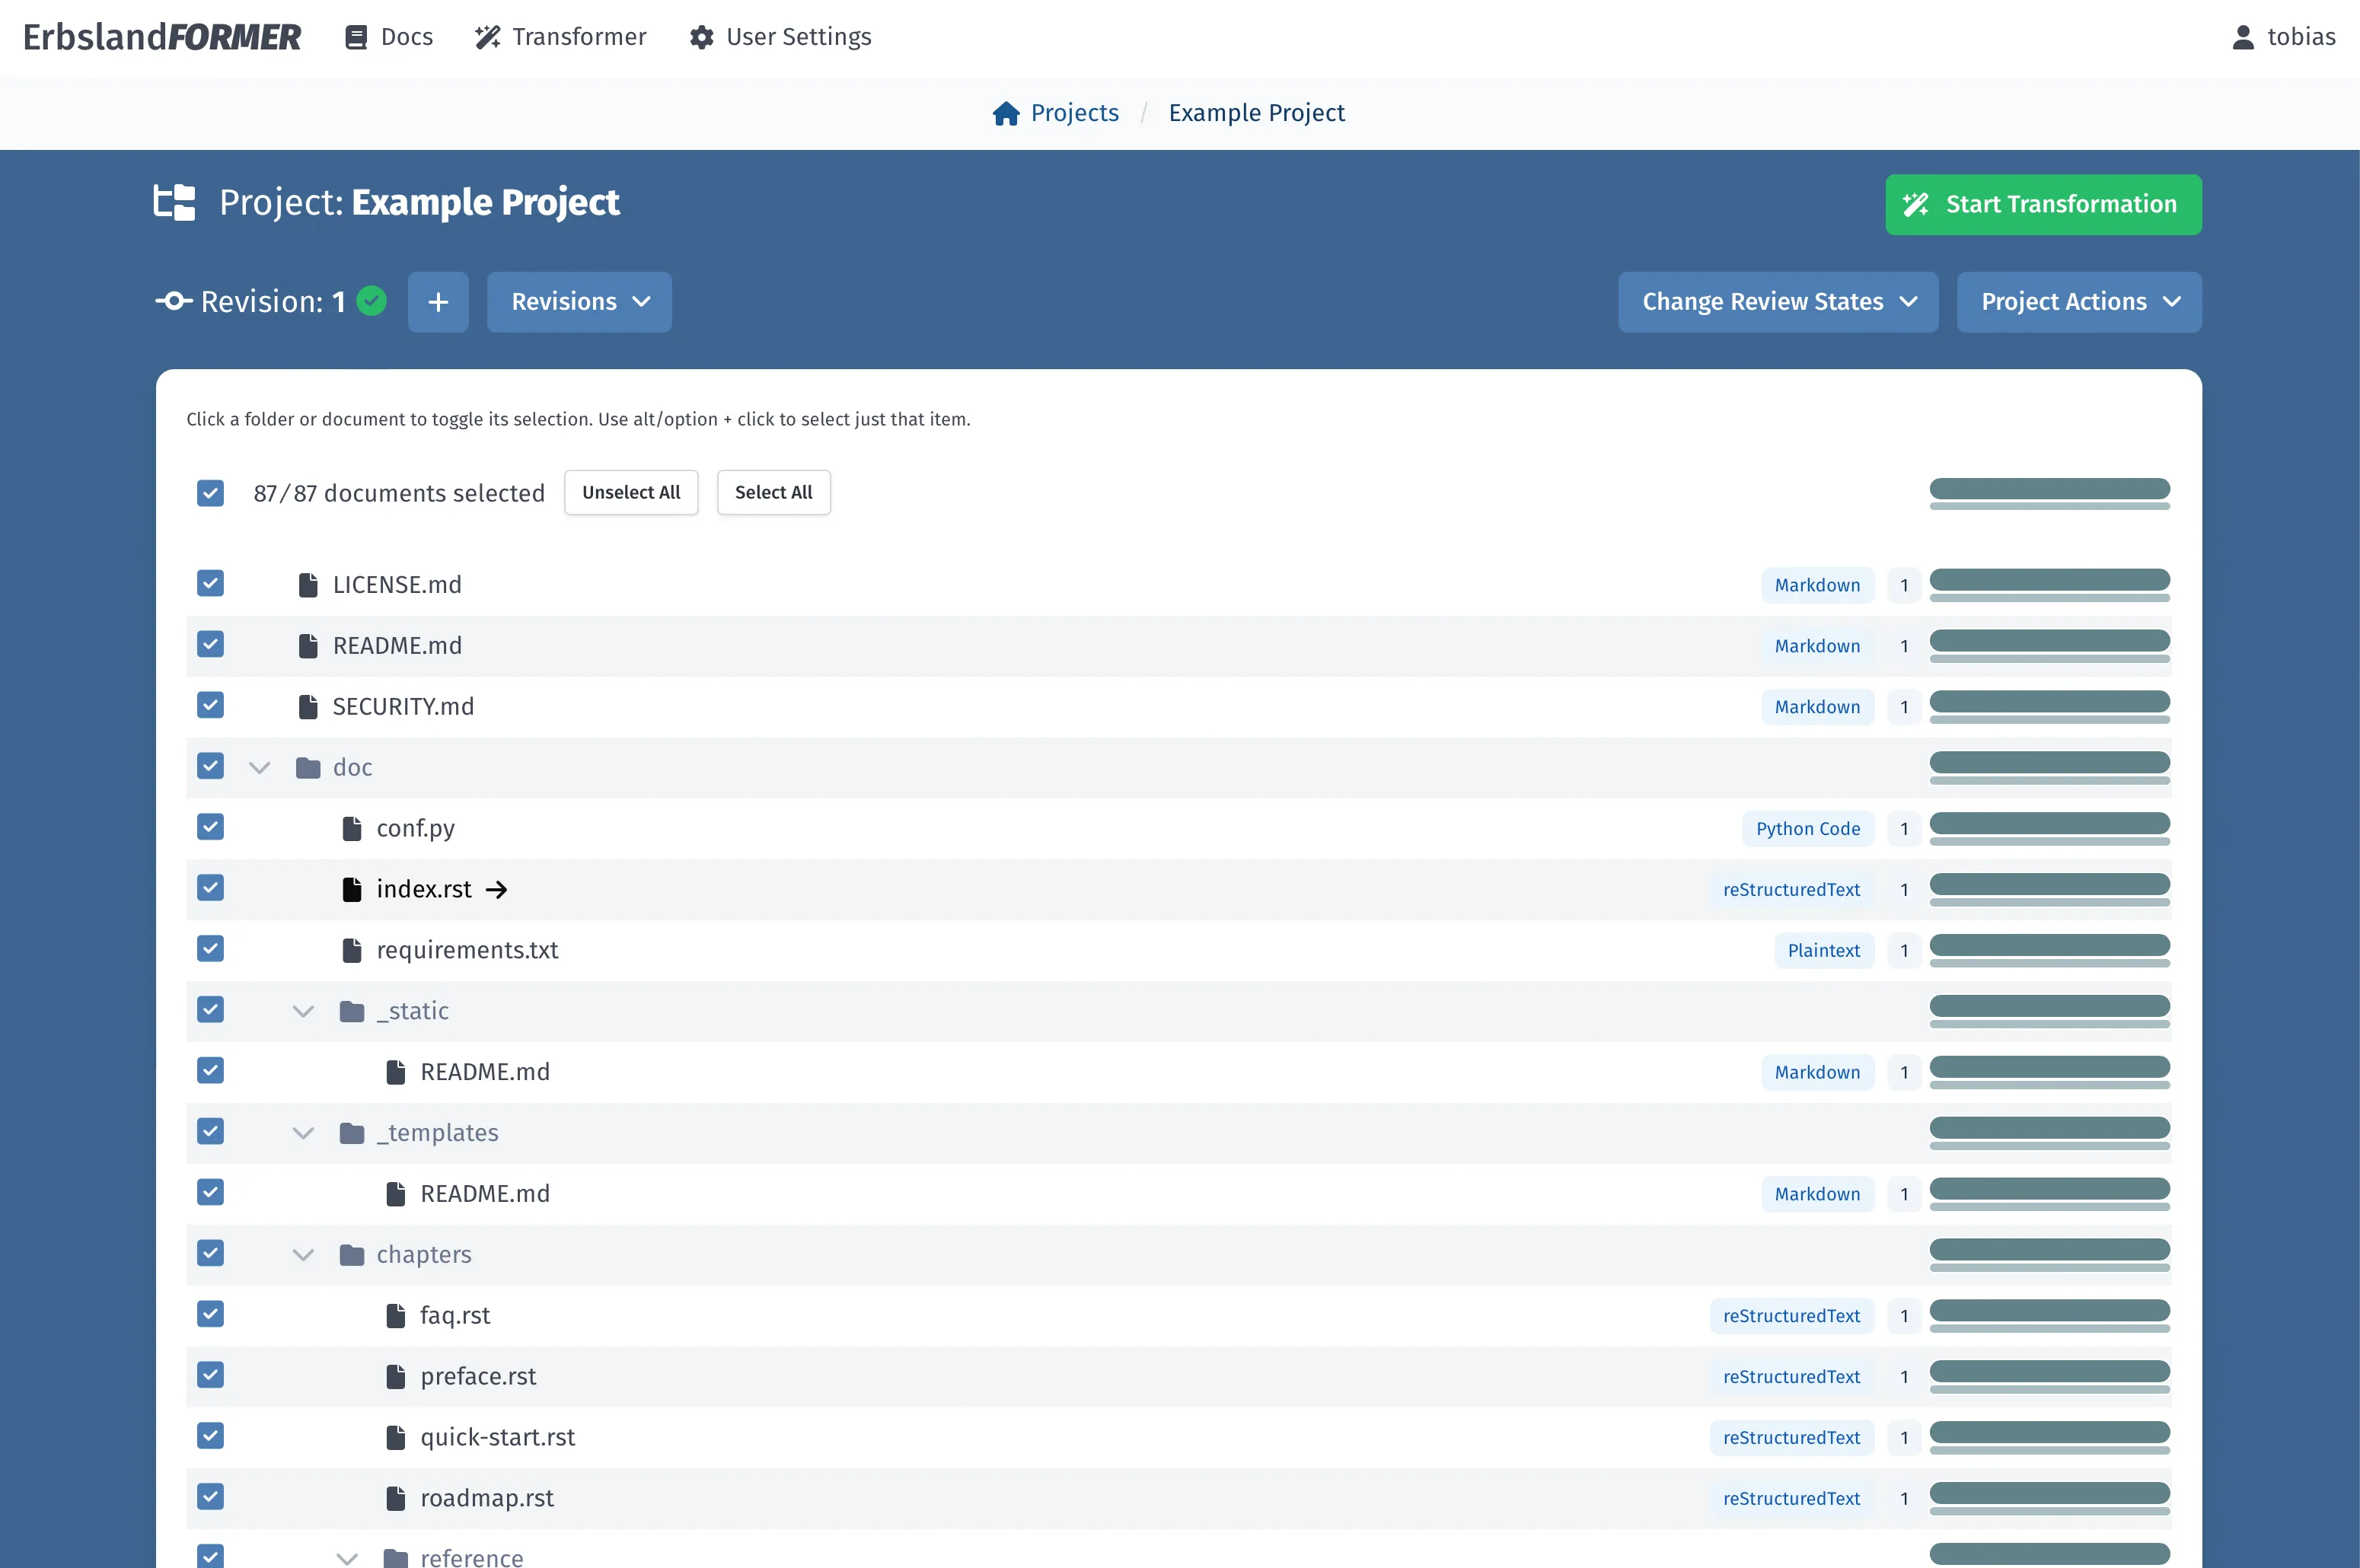 ErbslandFORMER Docs Transformer User Settings tobias
Projects / Example Project
Project: Example Project Start Transformation
Revision: 1 + Revisions Change Review States Project Actions
Click a folder or document to toggle its selection. Use alt/option + click to select just that item.
87/87 documents selected Unselect All Select All
LICENSE.md Markdown 1
README.md Markdown 1
SECURITY.md Markdown 1
doc
conf.py Python Code 1
index.rst → reStructuredText 1
requirements.txt Plaintext 1
_static
README.md Markdown 1
_templates
README.md Markdown 1
chapters
faq.rst reStructuredText 1
preface.rst reStructuredText 1
quick-start.rst reStructuredText 1
roadmap.rst reStructuredText 1
reference